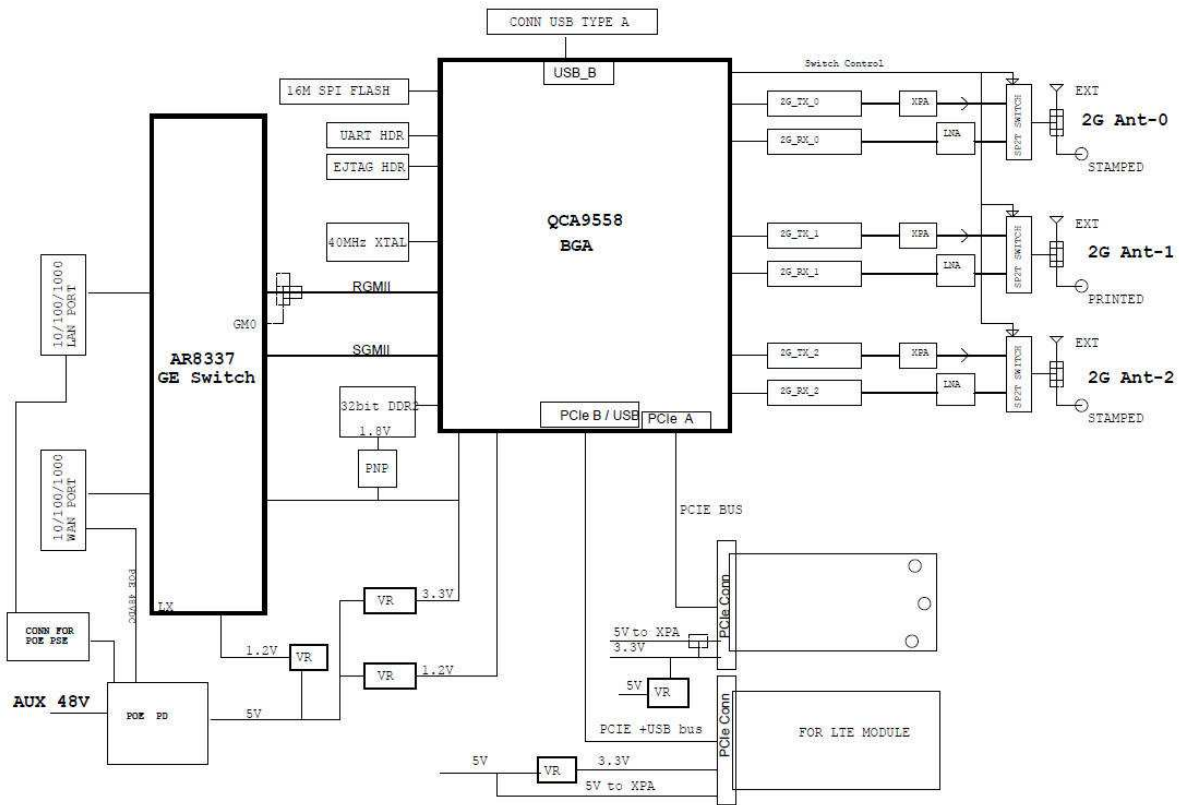 CONN USB TYPE A
USB_B
Switch Control
16M SPI FLASH
UART HDR
EJTAG HDR
40MHz XTAL
QCA9558
BGA
2G_TX_0
XPA
2G_RX_0
LNA
SP2T SWITCH
EXT
2G Ant-0
STAMPED
2G_TX_1
XPA
2G_RX_1
LNA
SP2T SWITCH
EXT
2G Ant-1
PRINTED
2G_TX_2
XPA
2G_RX_2
LNA
SP2T SWITCH
EXT
2G Ant-2
STAMPED
10/100/1000
LAN PORT
RGMII
GM0
SGMII
AR8337
GE Switch
32bit DDR2
1.8V
PNP
PCIe B / USB
PCIe A
10/100/1000
WAN PORT
POE 48VDC
LX
PCIE BUS
VR
3.3V
CONN FOR
POE PSE
1.2V
VR
VR
1.2V
AUX 48V
POE PD
5V
PCIe Conn
5V to XPA
3.3V
5V
VR
PCIe Conn
PCIE +USB bus
FOR LTE MODULE
5V
VR
3.3V
5V to XPA